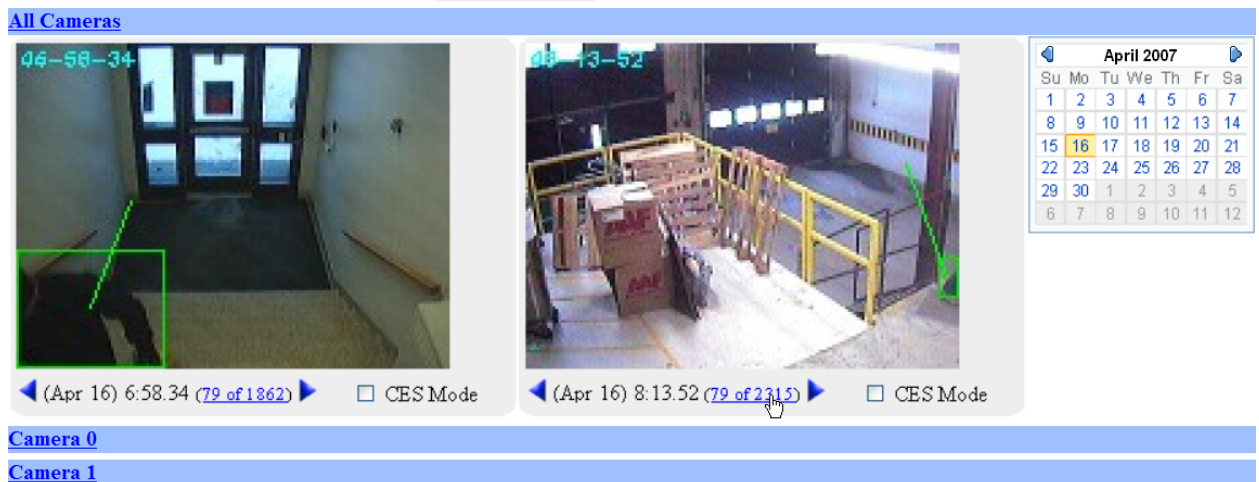 All Cameras
06-58-34
08-13-52
(Apr 16) 6:58.34 (79 of 1862)
CES Mode
(Apr 16) 8:13.52 (79 of 2315)
CES Mode
April 2007
Su Mo Tu We Th Fr Sa
1 2 3 4 5 6 7
8 9 10 11 12 13 14
15 16 17 18 19 20 21
22 23 24 25 26 27 28
29 30 1 2 3 4 5
6 7 8 9 10 11 12
Camera 0
Camera 1